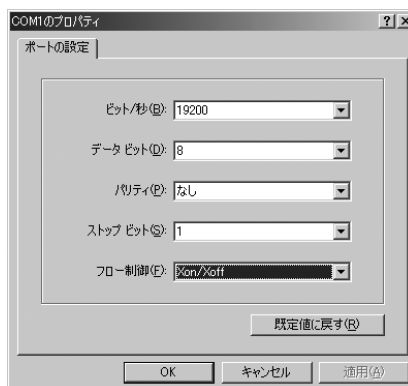 COM1のプロパティ
ポートの設定
ビット/秒(B): 19200
データ ビット(D): 8
パリティ(P): なし
ストップ ビット(S): 1
フロー制御(F): Xon/Xoff
既定値に戻す(R)
OK キャンセル 適用(A)